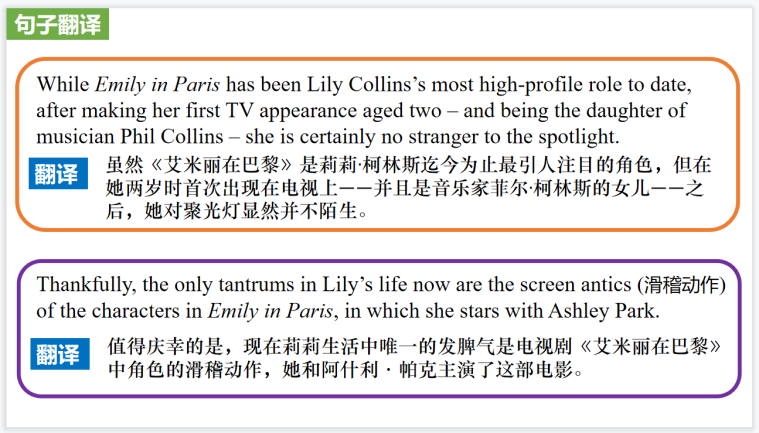 句子翻译
While Emily in Paris has been Lily Collins's most high-profile role to date,
after making her first TV appearance aged two – and being the daughter of
musician Phil Collins – she is certainly no stranger to the spotlight.
翻译
虽然《艾米丽在巴黎》是莉莉·柯林斯迄今为止最引人注目的角色，但在
她两岁时首次出现在电视上——并且是音乐家菲尔·柯林斯的女儿——之
后，她对聚光灯显然并不陌生。
Thankfully, the only tantrums in Lily's life now are the screen antics (滑稽动作)
of the characters in Emily in Paris, in which she stars with Ashley Park.
翻译
值得庆幸的是，现在莉莉生活中唯一的发脾气是电视剧《艾米丽在巴黎》
中角色的滑稽动作，她和阿什利·帕克主演了这部电影。